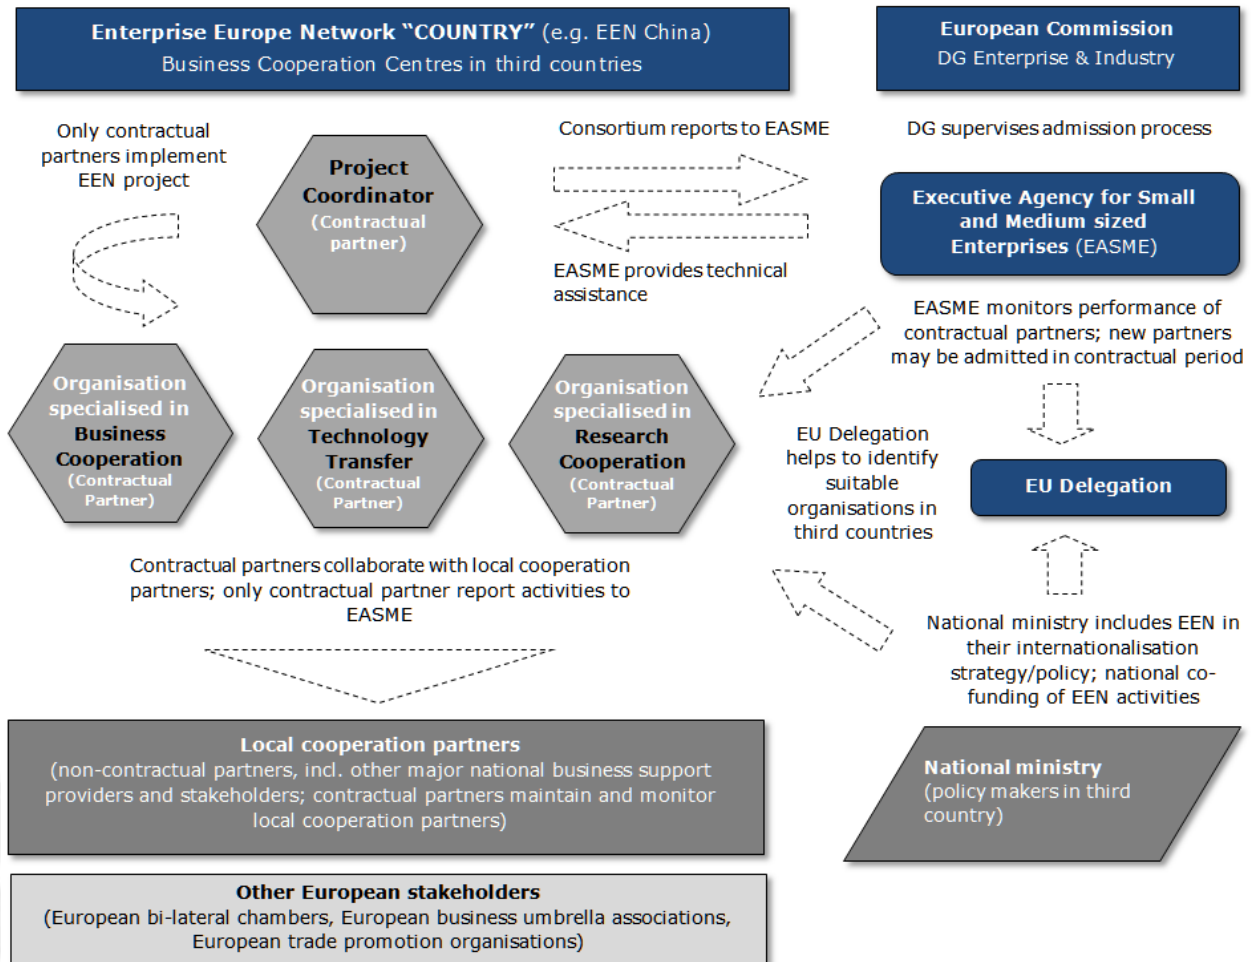 Enterprise Europe Network “COUNTRY” (e.g. EEN China)
Business Cooperation Centres in third countries
European Commission
DG Enterprise & Industry
Only contractual
partners implement
EEN project
Project
Coordinator
(Contractual
partner)
Consortium reports to EASME
EASME provides technical
assistance
DG supervises admission process
Executive Agency for Small
and Medium sized
Enterprises (EASME)
EASME monitors performance of
contractual partners; new partners
may be admitted in contractual period
Organisation
specialised in
Business
Cooperation
(Contractual
Partner)
Organisation
specialised in
Technology
Transfer
(Contractual
Partner)
Organisation
specialised in
Research
Cooperation
(Contractual
Partner)
EU Delegation
helps to identify
suitable
organisations in
third countries
EU Delegation
Contractual partners collaborate with local cooperation
partners; only contractual partner report activities to
EASME
National ministry includes EEN in
their internationalisation
strategy/policy; national co-
funding of EEN activities
Local cooperation partners
(non-contractual partners, incl. other major national business support
providers and stakeholders; contractual partners maintain and monitor
local cooperation partners)
National ministry
(policy makers in third
country)
Other European stakeholders
(European bi-lateral chambers, European business umbrella associations,
European trade promotion organisations)